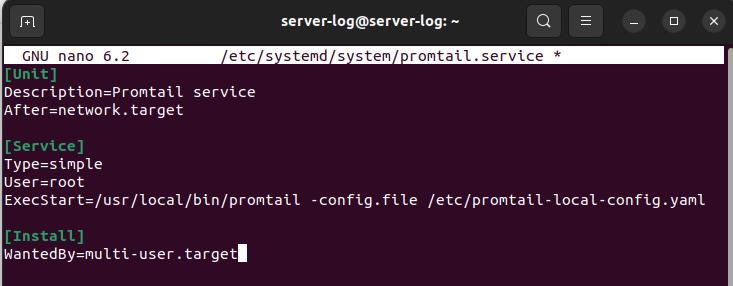 server-log@server-log: ~
GNU nano 6.2 /etc/systemd/system/promtail.service *
[Unit]
Description=Promtail service
After=network.target
[Service]
Type=simple
User=root
ExecStart=/usr/local/bin/promtail -config.file /etc/promtail-local-config.yaml
[Install]
WantedBy=multi-user.target